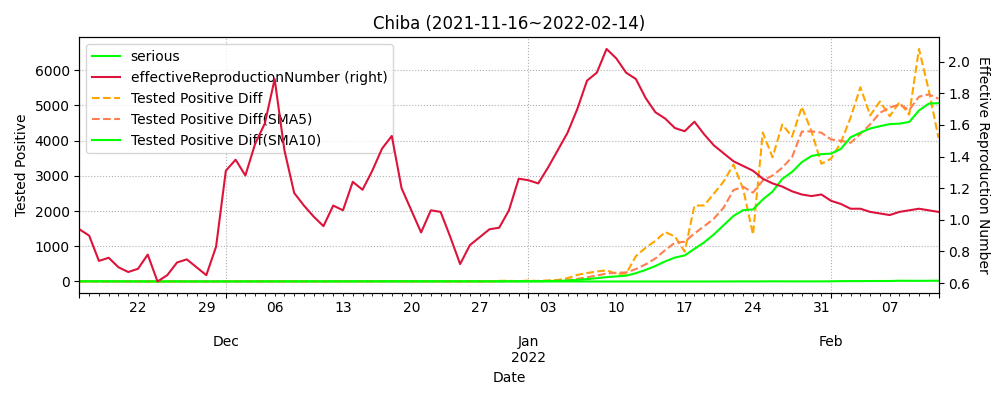 Chiba (2021-11-16~2022-02-14)
serious
effectiveReproductionNumber (right)
Tested Positive Diff
Tested Positive Diff(SMA5)
Tested Positive Diff(SMA10)
Tested Positive
6000
5000
4000
3000
2000
1000
0
Effective Reproduction Number
2.0
1.8
1.6
1.4
1.2
1.0
0.8
0.6
22 29 06 13 20 27 03 10 17 24 31 07
Dec Jan Feb
2022
Date